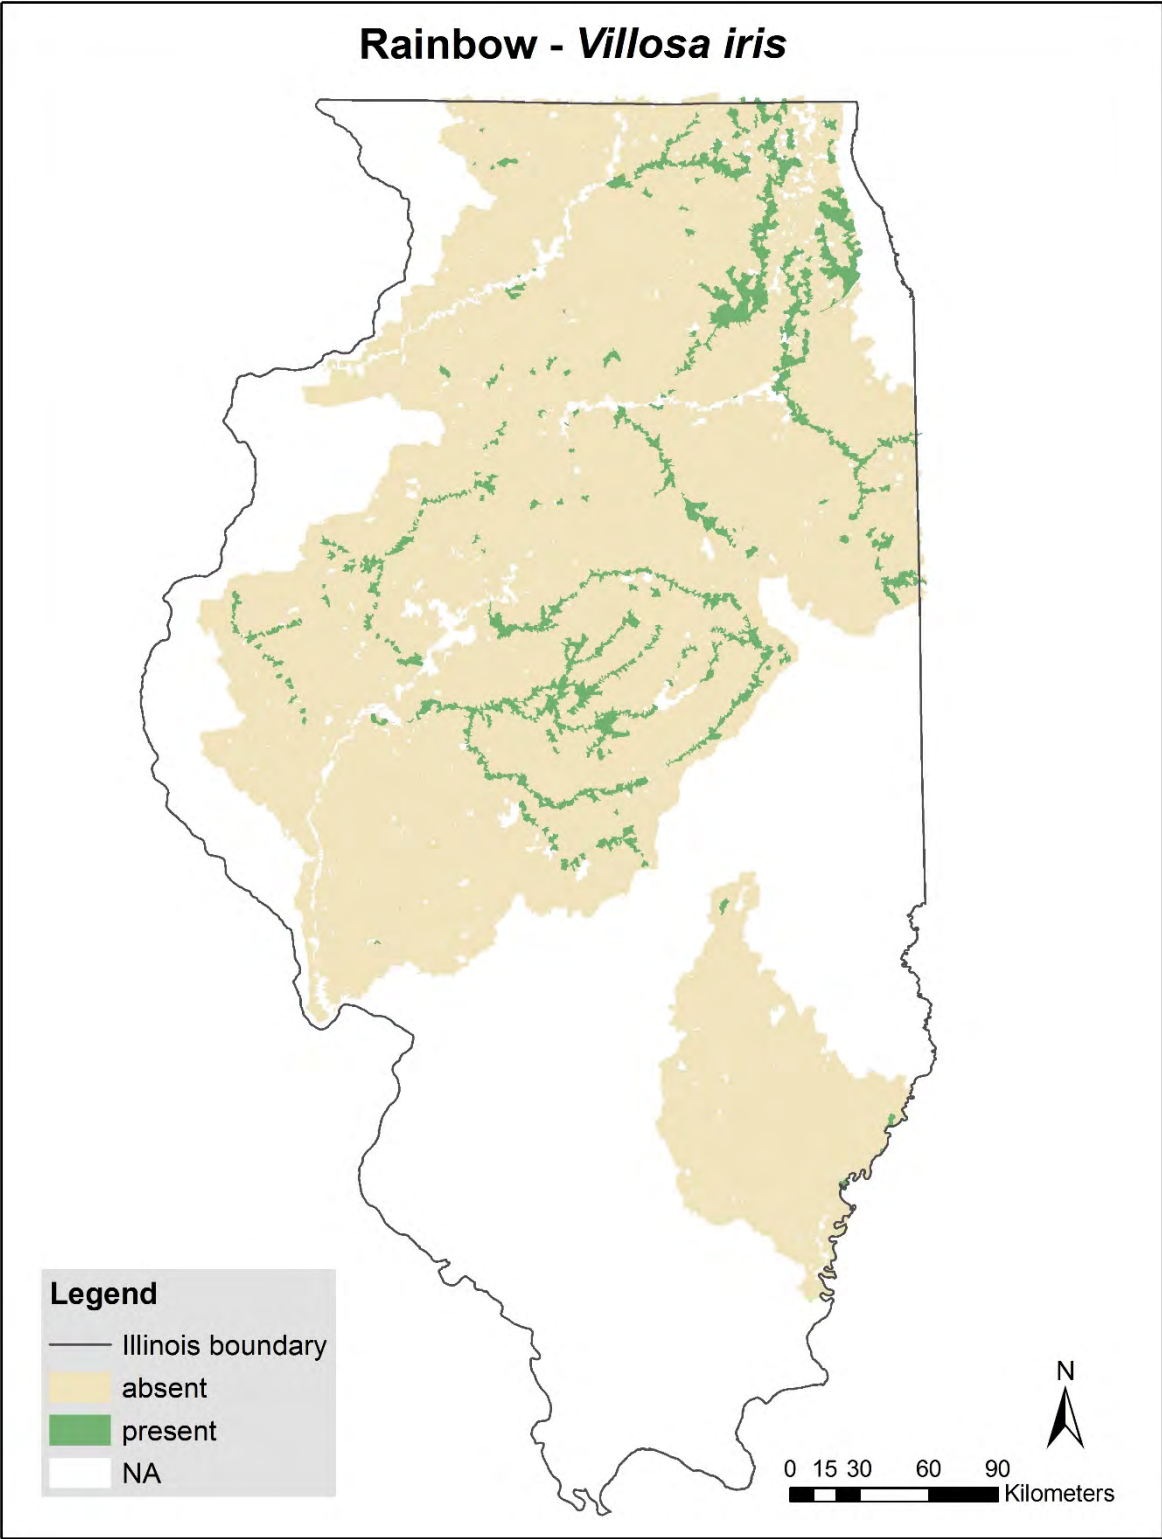 Rainbow - Villosa iris
Legend
Illinois boundary
absent
present
NA
N
0 15 30 60 90
Kilometers